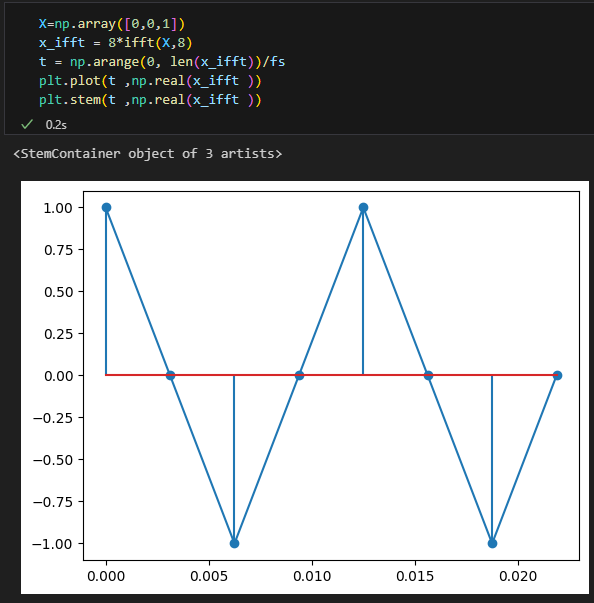 X=np.array([0,0,1])
x_ifft = 8*ifft(X,8)
t = np.arange(0, len(x_ifft))/fs
plt.plot(t ,np.real(x_ifft ))
plt.stem(t ,np.real(x_ifft ))
✓ 0.2s
<StemContainer object of 3 artists>
1.00
0.75
0.50
0.25
0.00
−0.25
−0.50
−0.75
−1.00
0.000 0.005 0.010 0.015 0.020